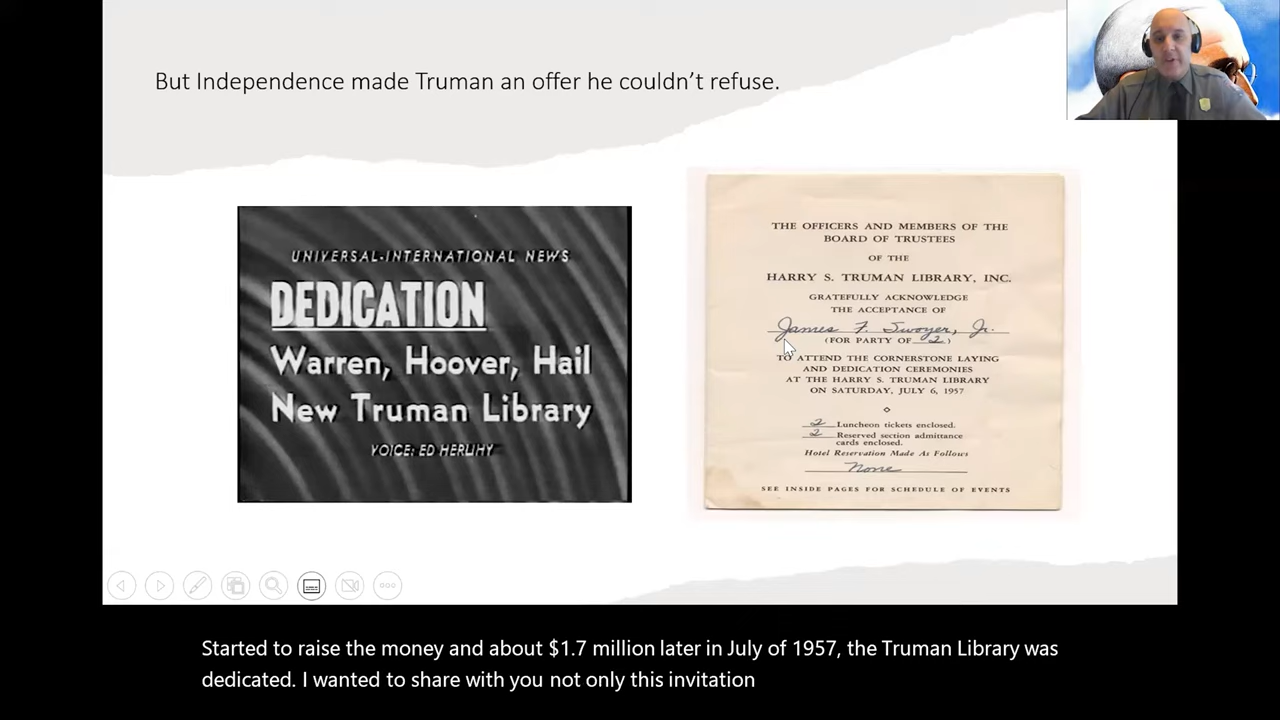 But Independence made Truman an offer he couldn't refuse.
UNIVERSAL-INTERNATIONAL NEWS
DEDICATION
Warren, Hoover, Hail
New Truman Library
VOICE: ED HERLIHY
THE OFFICERS AND MEMBERS OF THE
BOARD OF TRUSTEES
OF THE
HARRY S. TRUMAN LIBRARY, INC.
GRATEFULLY ACKNOWLEDGE
THE ACCEPTANCE OF
James F. Swoyer, Jr.
(FOR PARTY OF 2)
TO ATTEND THE CORNERSTONE LAYING
AND DEDICATION CEREMONIES
AT THE HARRY S. TRUMAN LIBRARY
ON SATURDAY, JULY 6, 1957
2 Luncheon tickets enclosed.
2 Reserved section admittance
cards enclosed.
Hotel Reservation Made As Follows
None
SEE INSIDE PAGES FOR SCHEDULE OF EVENTS
Started to raise the money and about $1.7 million later in July of 1957, the Truman Library was
dedicated. I wanted to share with you not only this invitation